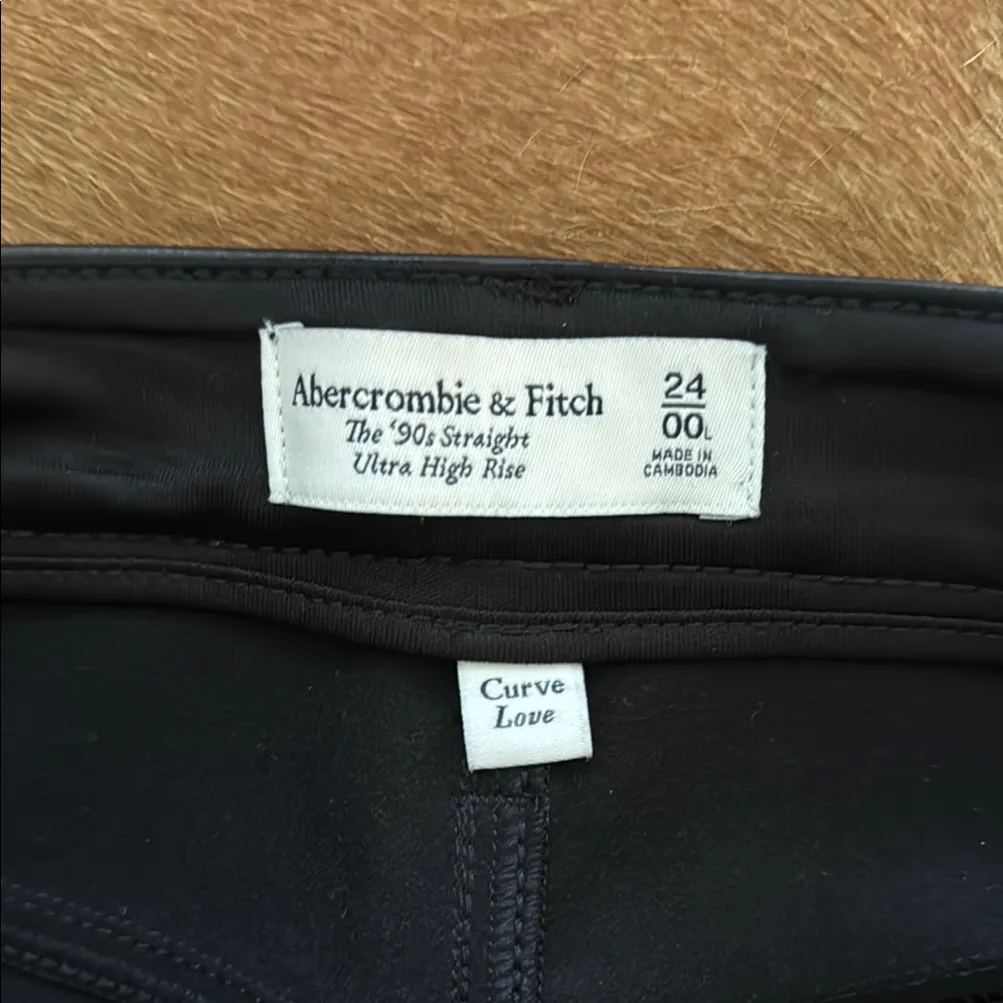 Abercrombie & Fitch
The '90s Straight
Ultra High Rise
24
00L
MADE IN
CAMBODIA
Curve
Love